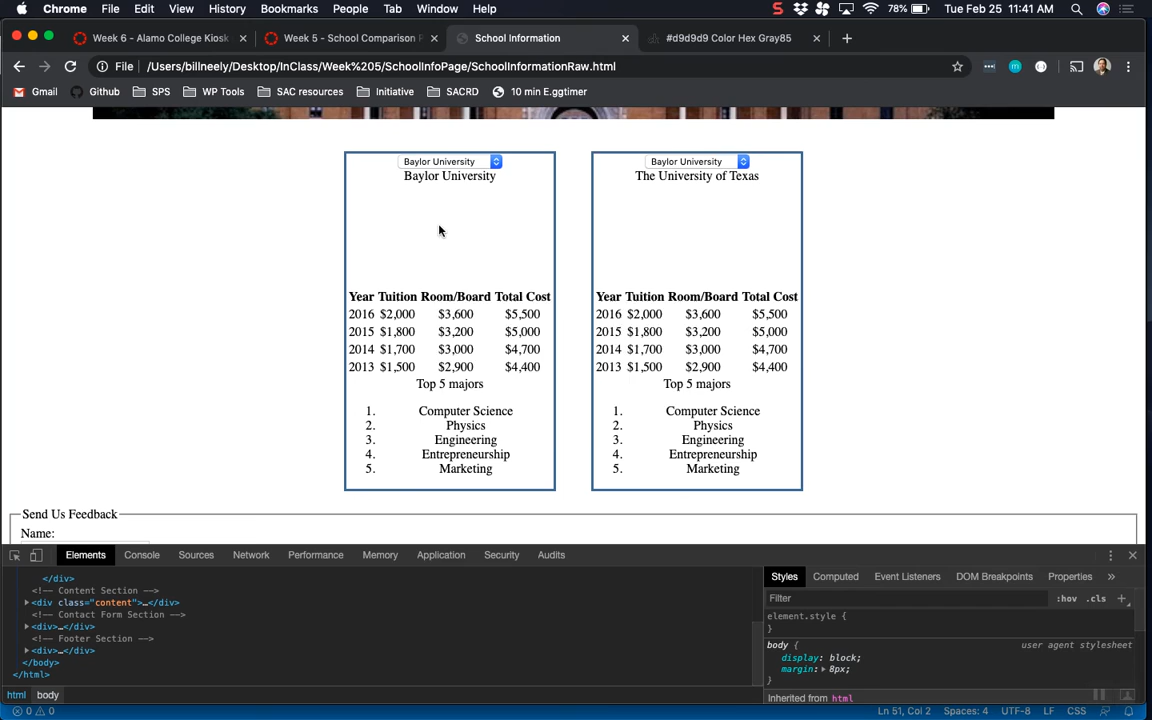 Chrome File Edit View History Bookmarks People Tab Window Help 78% Tue Feb 25 11:41 AM
Week 6 - Alamo College Kiosk Week 5 - School Comparison P School Information #d9d9d9 Color Hex Gray85
File /Users/billneely/Desktop/InClass/Week%205/SchoolInfoPage/SchoolInformationRaw.html
Gmail Github SPS WP Tools SAC resources Initiative SACRD 10 min E.ggtimer
Baylor University Baylor University
Baylor University The University of Texas
Year Tuition Room/Board Total Cost Year Tuition Room/Board Total Cost
2016 $2,000 $3,600 $5,500 2016 $2,000 $3,600 $5,500
2015 $1,800 $3,200 $5,000 2015 $1,800 $3,200 $5,000
2014 $1,700 $3,000 $4,700 2014 $1,700 $3,000 $4,700
2013 $1,500 $2,900 $4,400 2013 $1,500 $2,900 $4,400
Top 5 majors Top 5 majors
1. Computer Science 1. Computer Science
2. Physics 2. Physics
3. Engineering 3. Engineering
4. Entrepreneurship 4. Entrepreneurship
5. Marketing 5. Marketing
Send Us Feedback
Name:
Elements Console Sources Network Performance Memory Application Security Audits
</div>
<!-- Content Section -->
<div class="content">…</div>
<!-- Contact Form Section -->
<div>…</div>
<!-- Footer Section -->
<div>…</div>
</body>
</html>
html body
Styles Computed Event Listeners DOM Breakpoints Properties »
Filter :hov .cls +
element.style {
}
body { user agent stylesheet
display: block;
margin: 8px;
}
Inherited from html
0 0 Ln 51, Col 2 Spaces: 4 UTF-8 LF CSS